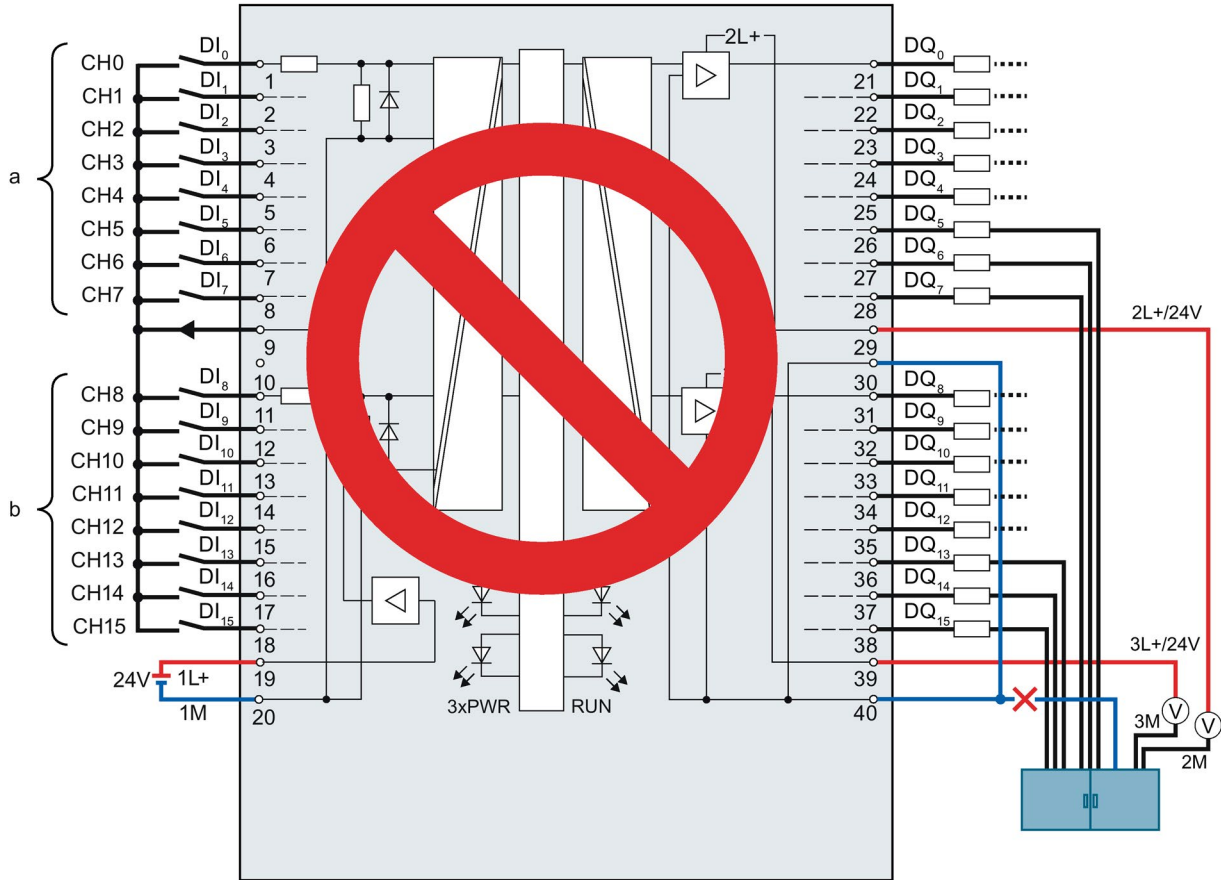 a
CH0
CH1
CH2
CH3
CH4
CH5
CH6
CH7
DI0
DI1
DI2
DI3
DI4
DI5
DI6
DI7
1
2
3
4
5
6
7
8
9
10
b
CH8
CH9
CH10
CH11
CH12
CH13
CH14
CH15
DI8
DI9
DI10
DI11
DI12
DI13
DI14
DI15
11
12
13
14
15
16
17
18
19
20
24V
1L+
1M
2L+
3xPWR
RUN
21
22
23
24
25
26
27
28
29
30
31
32
33
34
35
36
37
38
39
40
DQ0
DQ1
DQ2
DQ3
DQ4
DQ5
DQ6
DQ7
2L+/24V
DQ8
DQ9
DQ10
DQ11
DQ12
DQ13
DQ14
DQ15
3L+/24V
3M
V
V
2M